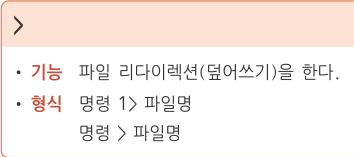 >
• 기능 파일 리다이렉션(덮어쓰기)을 한다.
• 형식 명령 1> 파일명
명령 > 파일명